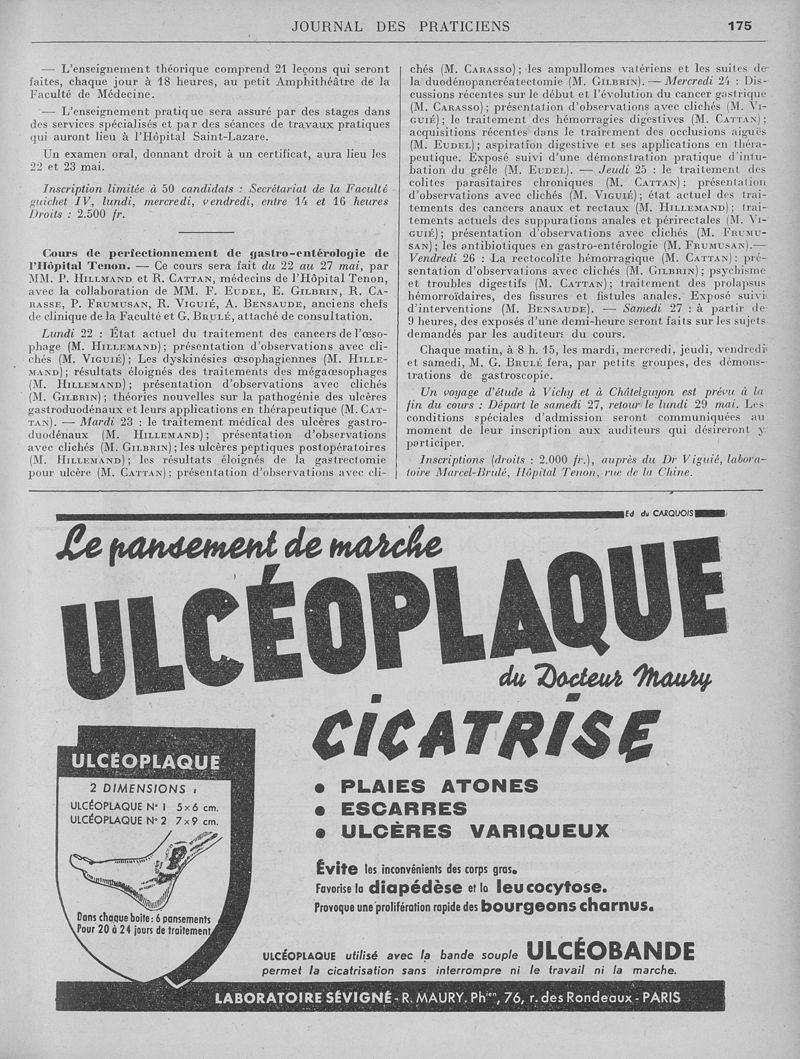 JOURNAL DES PRATICIENS
175
— L'enseignement théorique comprend 21 leçons qui seront
faites, chaque jour à 18 heures, au petit Amphithéâtre de la
Faculté de Médecine.
— L'enseignement pratique sera assuré par des stages dans
des services spécialisés et par des séances de travaux pratiques
qui auront lieu à l'Hôpital Saint-Lazare.
Un examen oral, donnant droit à un certificat, aura lieu les
22 et 23 mai.
Inscription limitée à 50 candidats : Secrétariat de la Faculté
guichet IV, lundi, mercredi, vendredi, entre 14 et 16 heures
Droits : 2.500 fr.
Cours de perfectionnement de gastro-entérologie de
l'Hôpital Tenon. — Ce cours sera fait du 22 au 27 mai, par
MM. P. HILLMAND et R. CATTAN, médecins de l'Hôpital Tenon,
avec la collaboration de MM. F. EUDEL, E. GILBRIN, R. CA-
RASSE, P. FRUMUSAN, R. VIGUIÉ, A. BENSAUDE, anciens chefs
de clinique de la Faculté et G. BRULÉ, attaché de consultation.
Lundi 22 : État actuel du traitement des cancers de l'œso-
phage (M. HILLEMAND) ; présentation d'observations avec cli-
chés (M. VIGUIÉ) ; Les dyskinésies œsophagiennes (M. HILLE-
MAND) ; résultats éloignés des traitements des mégaœsophages
(M. HILLEMAND) ; présentation d'observations avec clichés
(M. GILBRIN) ; théories nouvelles sur la pathogénie des ulcères
gastroduodénaux et leurs applications en thérapeutique (M. CAT-
TAN). — Mardi 23 : le traitement médical des ulcères gastro-
duodénaux (M. HILLEMAND) ; présentation d'observations
avec clichés (M. GILBRIN) ; les ulcères peptiques postopératoires
(M. HILLEMAND) ; les résultats éloignés de la gastrectomie
pour ulcère (M. CATTAN) ; présentation d'observations avec cli-
chés (M. CARASSO) ; les ampullomes vatériens et les suites de
la duodénopancréatectomie (M. GILBRIN). — Mercredi 24 : Dis-
cussions récentes sur le début et l'évolution du cancer gastrique
(M. CARASSO) ; présentation d'observations avec clichés (M. VI-
GUIÉ) ; le traitement des hémorragies digestives (M. CATTAN) ;
acquisitions récentes dans le trairement des occlusions aiguës
(M. EUDEL) ; aspiration digestive et ses applications en théra-
peutique. Exposé suivi d'une démonstration pratique d'intu-
bation du grêle (M. EUDEL). — Jeudi 25 : le traitement des
colites parasitaires chroniques (M. CATTAN) ; présentation
d'observations avec clichés (M. VIGUIÉ) ; état actuel des trai-
tements des cancers anaux et rectaux (M. HILLEMAND) ; trai-
tements actuels des suppurations anales et périrectales (M. VI-
GUIÉ) ; présentation d'observations avec clichés (M. FRUMU-
SAN) ; les antibiotiques en gastro-entérologie (M. FRUMUSAN). —
Vendredi 26 : La rectocolite hémorragique (M. CATTAN) ; pré-
sentation d'observations avec clichés (M. GILBRIN) ; psychisme
et troubles digestifs (M. CATTAN) ; traitement des prolapsus
hémorroïdaires, des fissures et fistules anales. Exposé suivi
d'interventions (M. BENSAUDE). — Samedi 27 : à partir de
9 heures, des exposés d'une demi-heure seront faits sur les sujets
demandés par les auditeurs du cours.
Chaque matin, à 8 h. 15, les mardi, mercredi, jeudi, vendredi
et samedi, M. G. BRULÉ fera, par petits groupes, des démons-
trations de gastroscopie.
Un voyage d'étude à Vichy et à Châtelguyon est prévu à la
fin du cours : Départ le samedi 27, retour le lundi 29 mai. Les
conditions spéciales d'admission seront communiquées au
moment de leur inscription aux auditeurs qui désireront y
participer.
Inscriptions (droits : 2.000 fr.), auprès du Dr Viguié, labora-
toire Marcel-Brulé, Hôpital Tenon, rue de la Chine.
Ed du CARQUOIS
Le pansement de marche
ULCÉOPLAQUE
du Docteur Maury
CICATRISE
• PLAIES ATONES
• ESCARRES
• ULCÈRES VARIQUEUX
ULCÉOPLAQUE
2 DIMENSIONS :
ULCÉOPLAQUE N° 1 5×6 cm.
ULCÉOPLAQUE N° 2 7×9 cm.
Dans chaque boite : 6 pansements
Pour 20 à 24 jours de traitement
Évite les inconvénients des corps gras.
Favorise la diapédèse et la leucocytose.
Provoque une prolifération rapide des bourgeons charnus.
ULCÉOPLAQUE utilisé avec la bande souple ULCÉOBANDE
permet la cicatrisation sans interrompre ni le travail ni la marche.
LABORATOIRE SÉVIGNÉ - R. MAURY. Phien, 76, r. des Rondeaux - PARIS